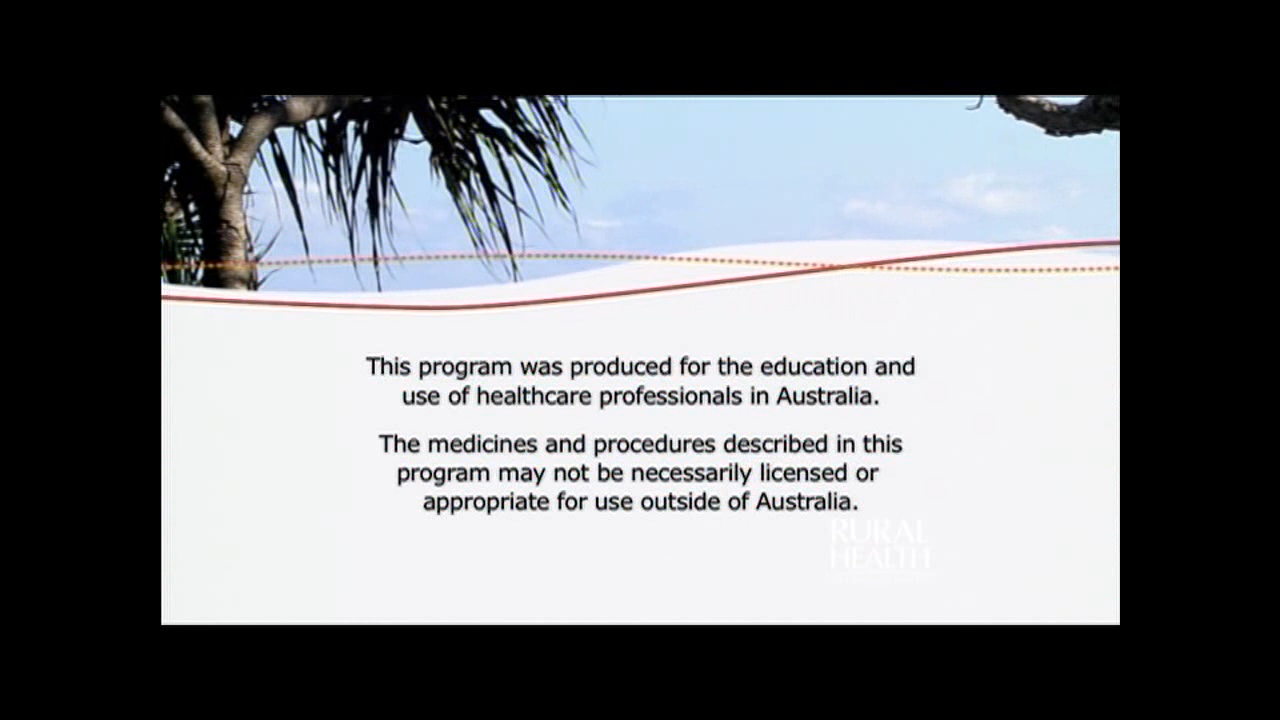 This program was produced for the education and
use of healthcare professionals in Australia.
The medicines and procedures described in this
program may not be necessarily licensed or
appropriate for use outside of Australia.
RURAL
HEALTH